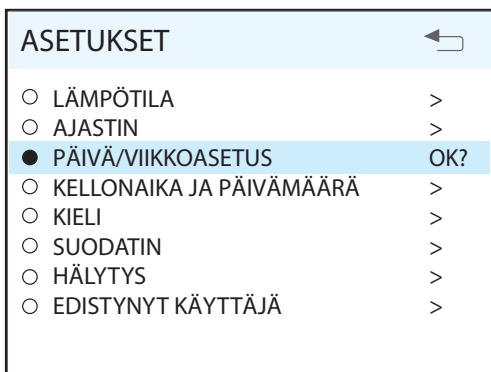 ASETUKSET
LÄMPÖTILA >
AJASTIN >
PÄIVÄ/VIIKKOASETUS OK?
KELLONAIKA JA PÄIVÄMÄÄRÄ >
KIELI >
SUODATIN >
HÄLYTYS >
EDISTYNYT KÄYTTÄJÄ >